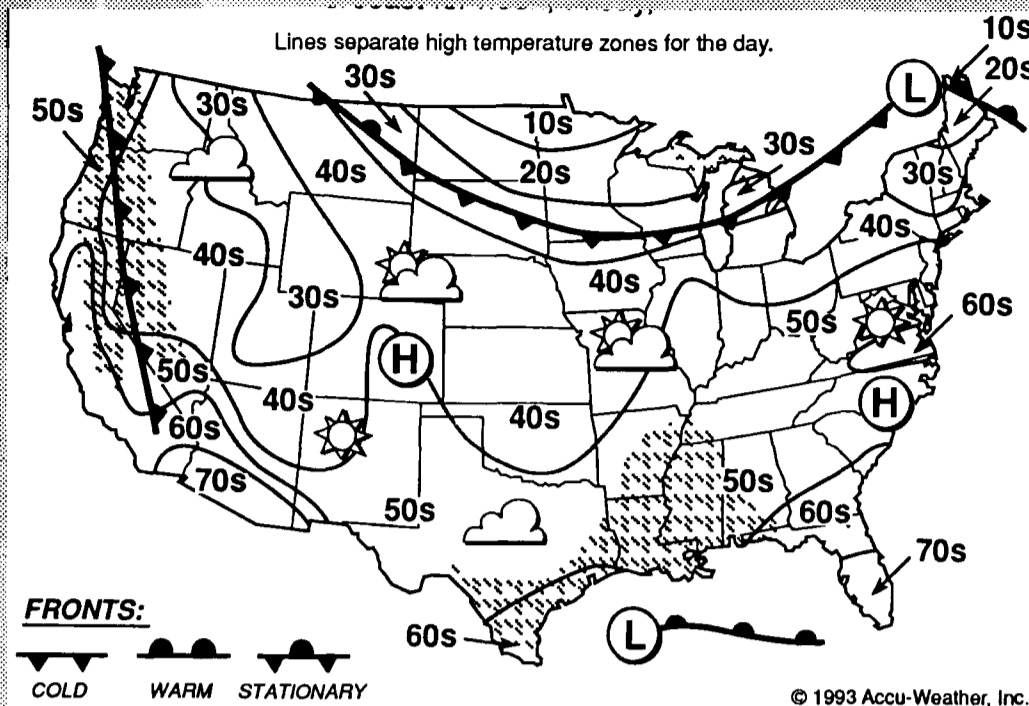 Lines separate high temperature zones for the day.
10s
20s
30s
50s
30s
10s
30s
40s
20s
30s
40s
40s
40s
30s
60s
50s
50s
40s
40s
60s
70s
50s
50s
60s
70s
60s
L
H
H
L
FRONTS:
COLD WARM STATIONARY
© 1993 Accu-Weather, Inc.